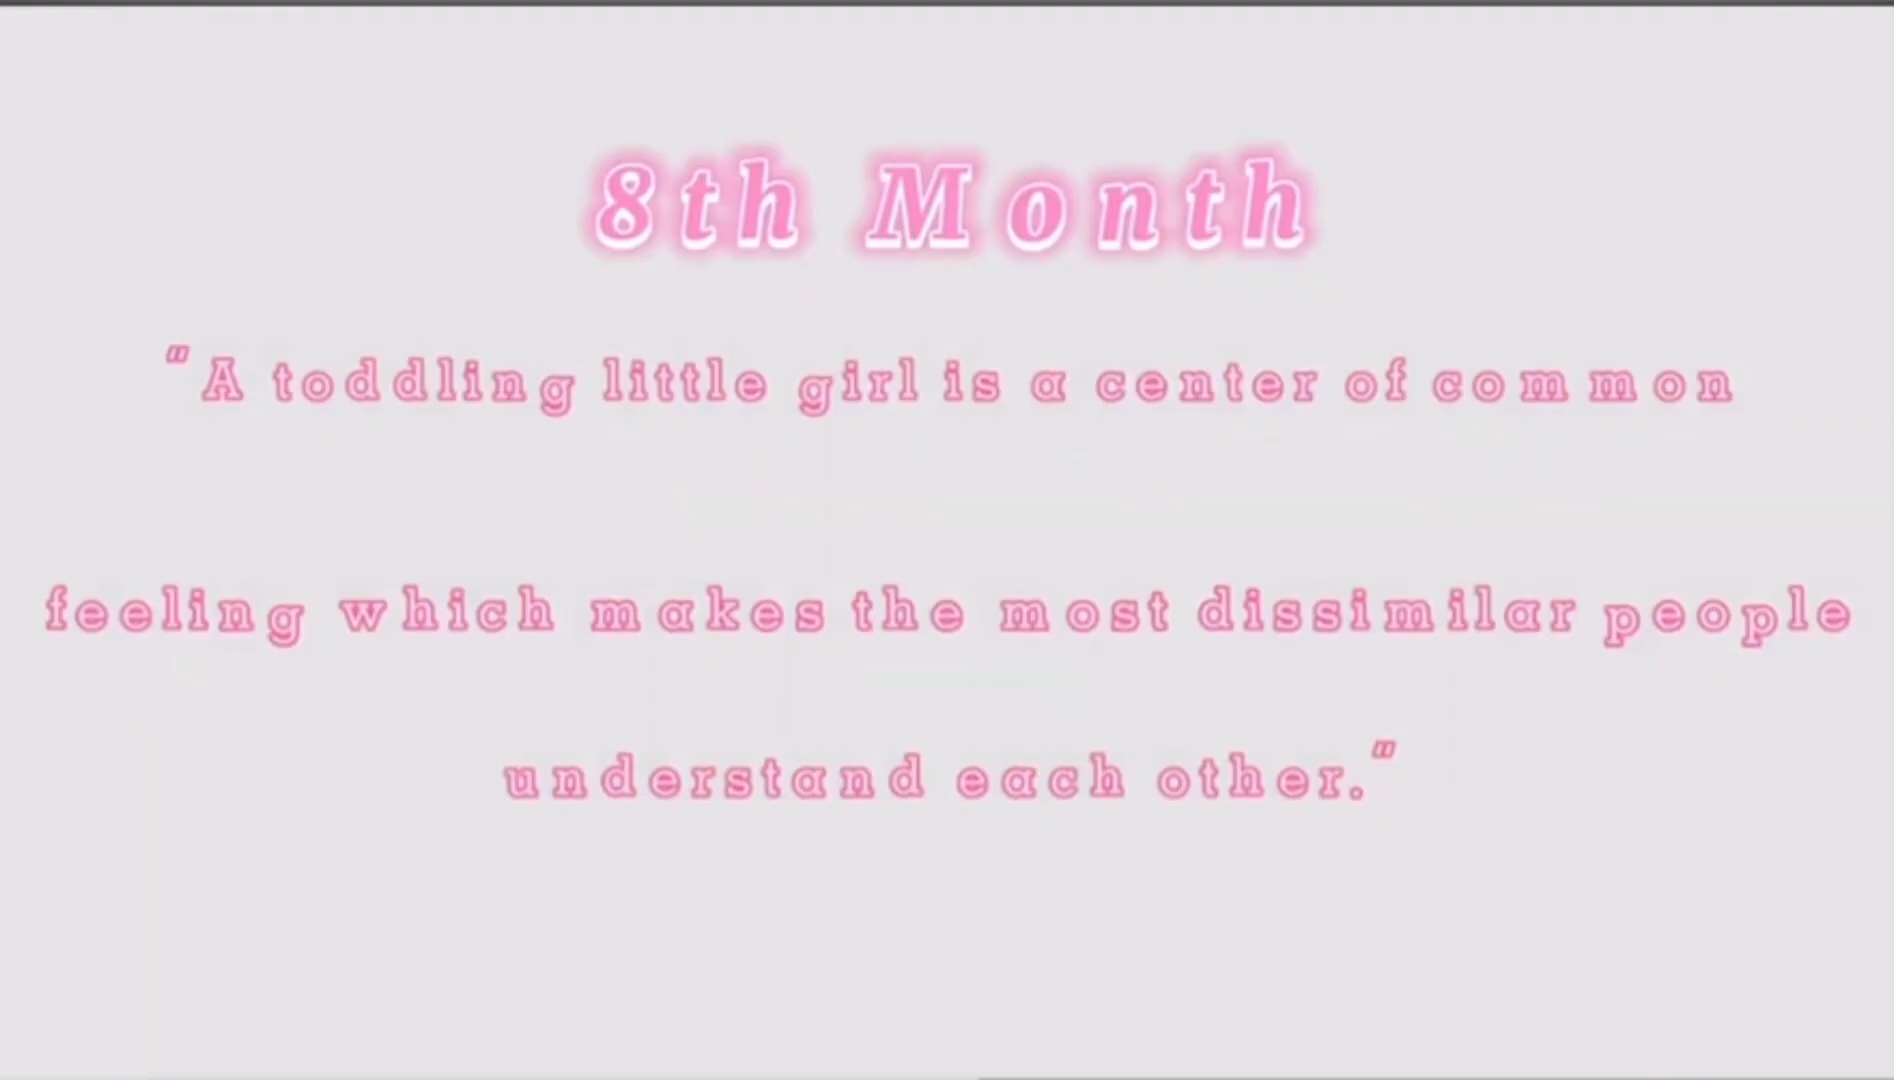 8th Month
"A toddling little girl is a center of common
feeling which makes the most dissimilar people
understand each other."